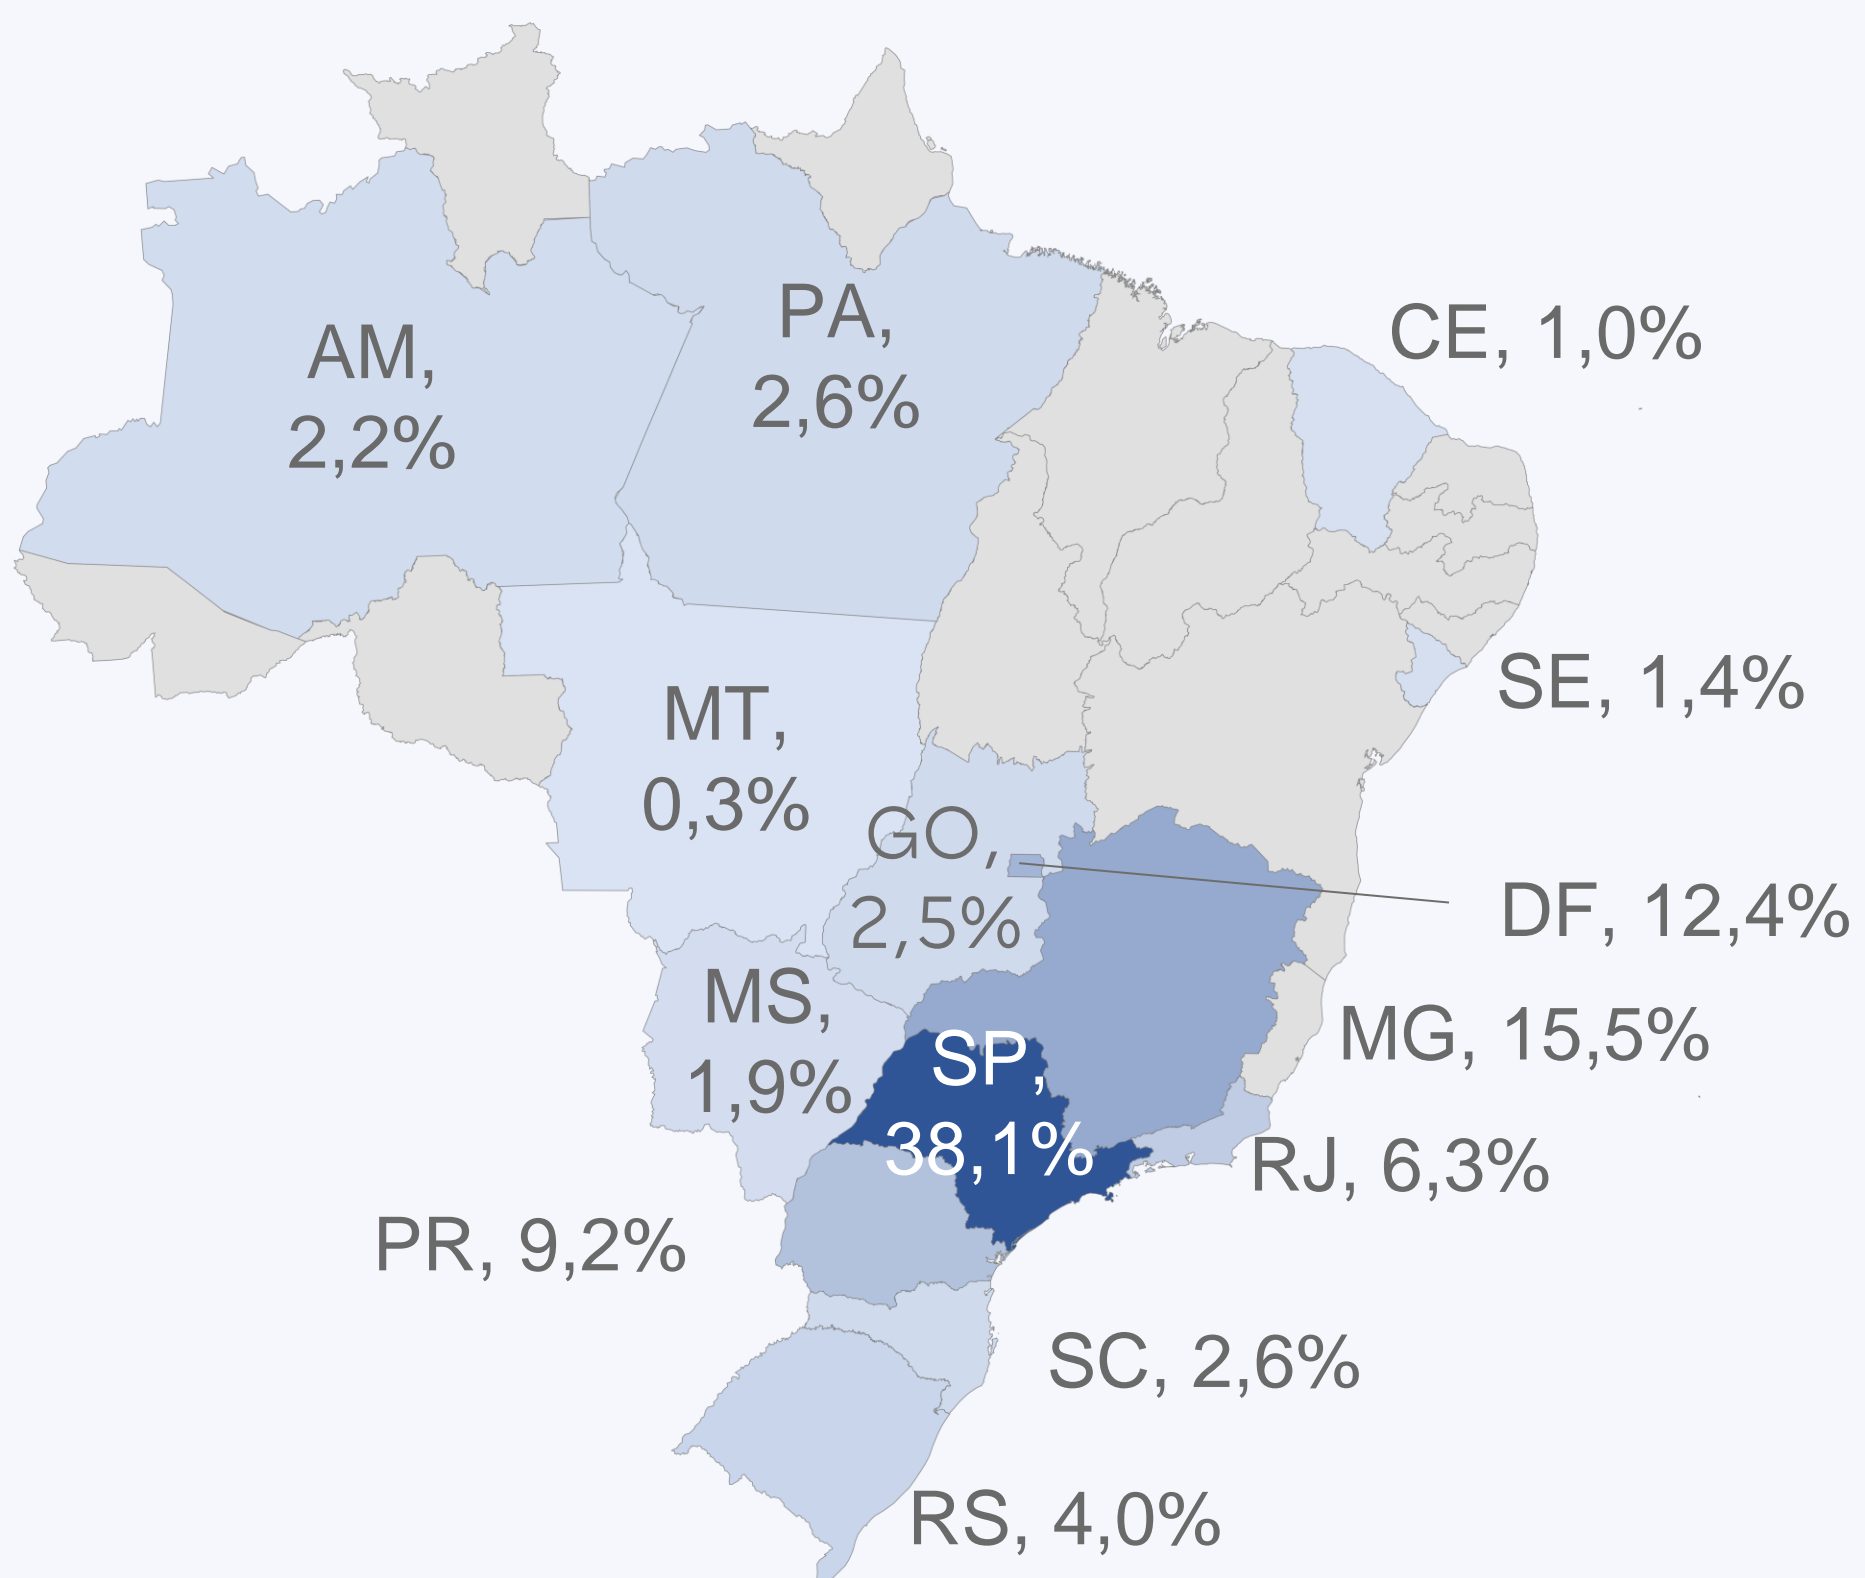 PA,
2,6%
CE, 1,0%
AM,
2,2%
SE, 1,4%
MT,
0,3%
GO,
2,5%
DF, 12,4%
MS,
1,9%
MG, 15,5%
SP,
38,1%
RJ, 6,3%
PR, 9,2%
SC, 2,6%
RS, 4,0%